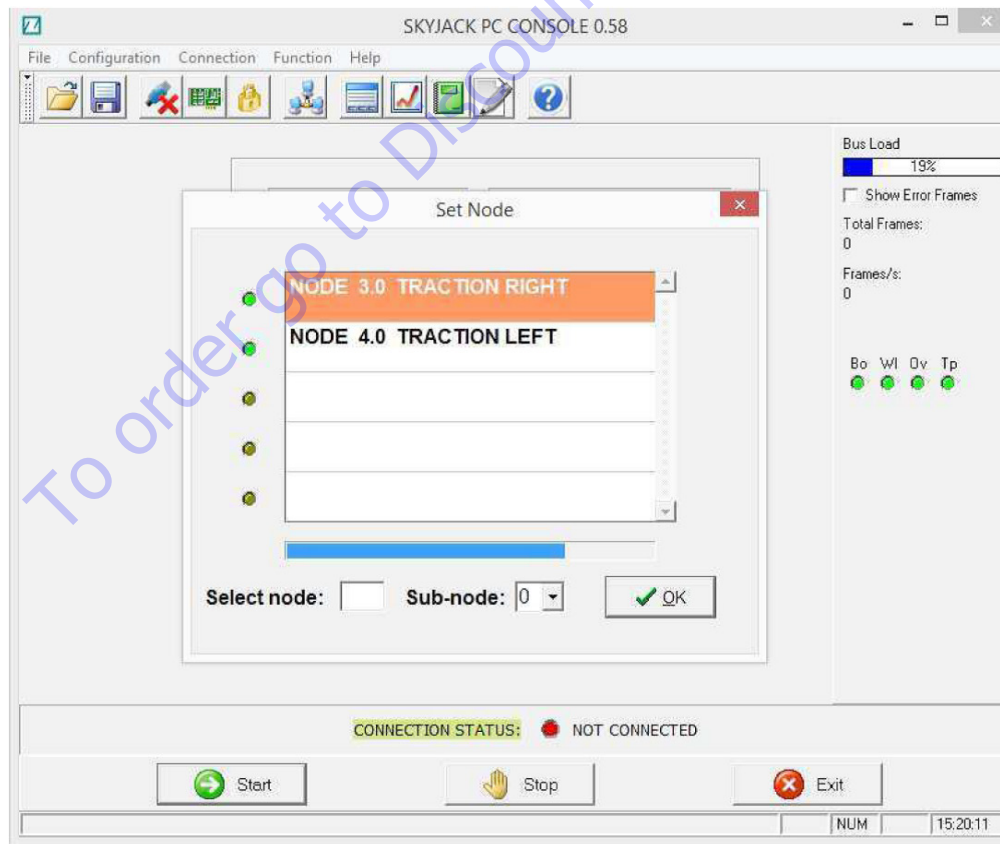 SKYJACK PC CONSOLE 0.58
File Configuration Connection Function Help
Bus Load
19%
Show Error Frames
Total Frames:
0
Frames/s:
0
Bo Wl Ov Tp
Set Node
NODE 3.0 TRACTION RIGHT
NODE 4.0 TRACTION LEFT
Select node: Sub-node: 0 OK
CONNECTION STATUS: NOT CONNECTED
Start Stop Exit
NUM 15:20:11
To order go to Discoun